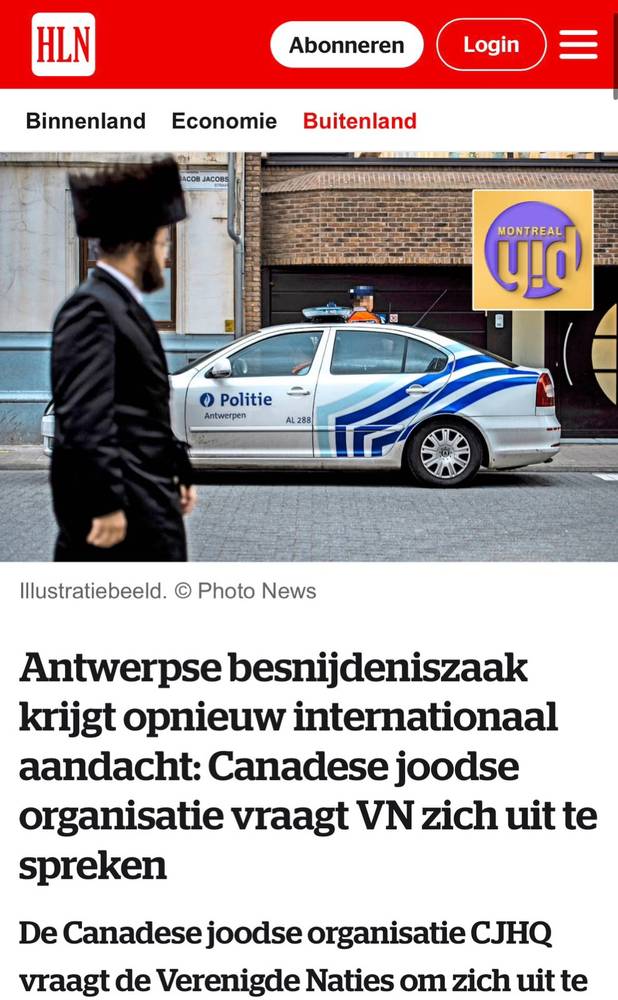 HLN
Abonneren
Login
Binnenland Economie Buitenland
ACOB JACOBS
MONTREAL
Politie
Antwerpen
AL 288
Illustratiebeeld. © Photo News
Antwerpse besnijdeniszaak
krijgt opnieuw internationaal
aandacht: Canadese joodse
organisatie vraagt VN zich uit te
spreken
De Canadese joodse organisatie CJHQ
vraagt de Verenigde Naties om zich uit te